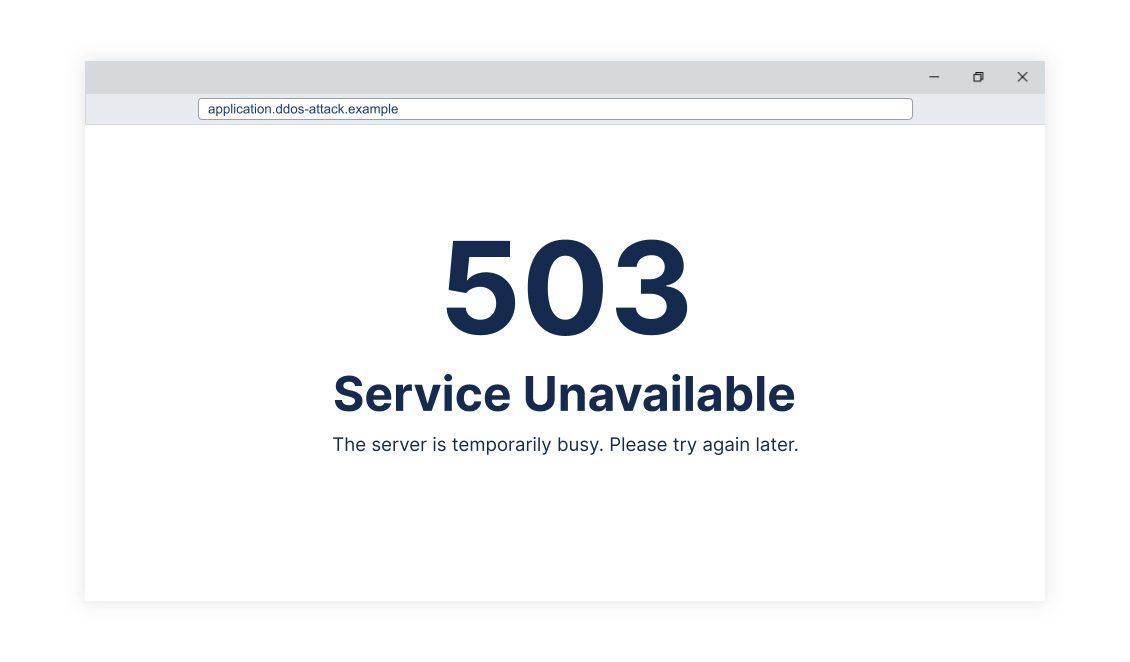 application.ddos-attack.example
503
Service Unavailable
The server is temporarily busy. Please try again later.